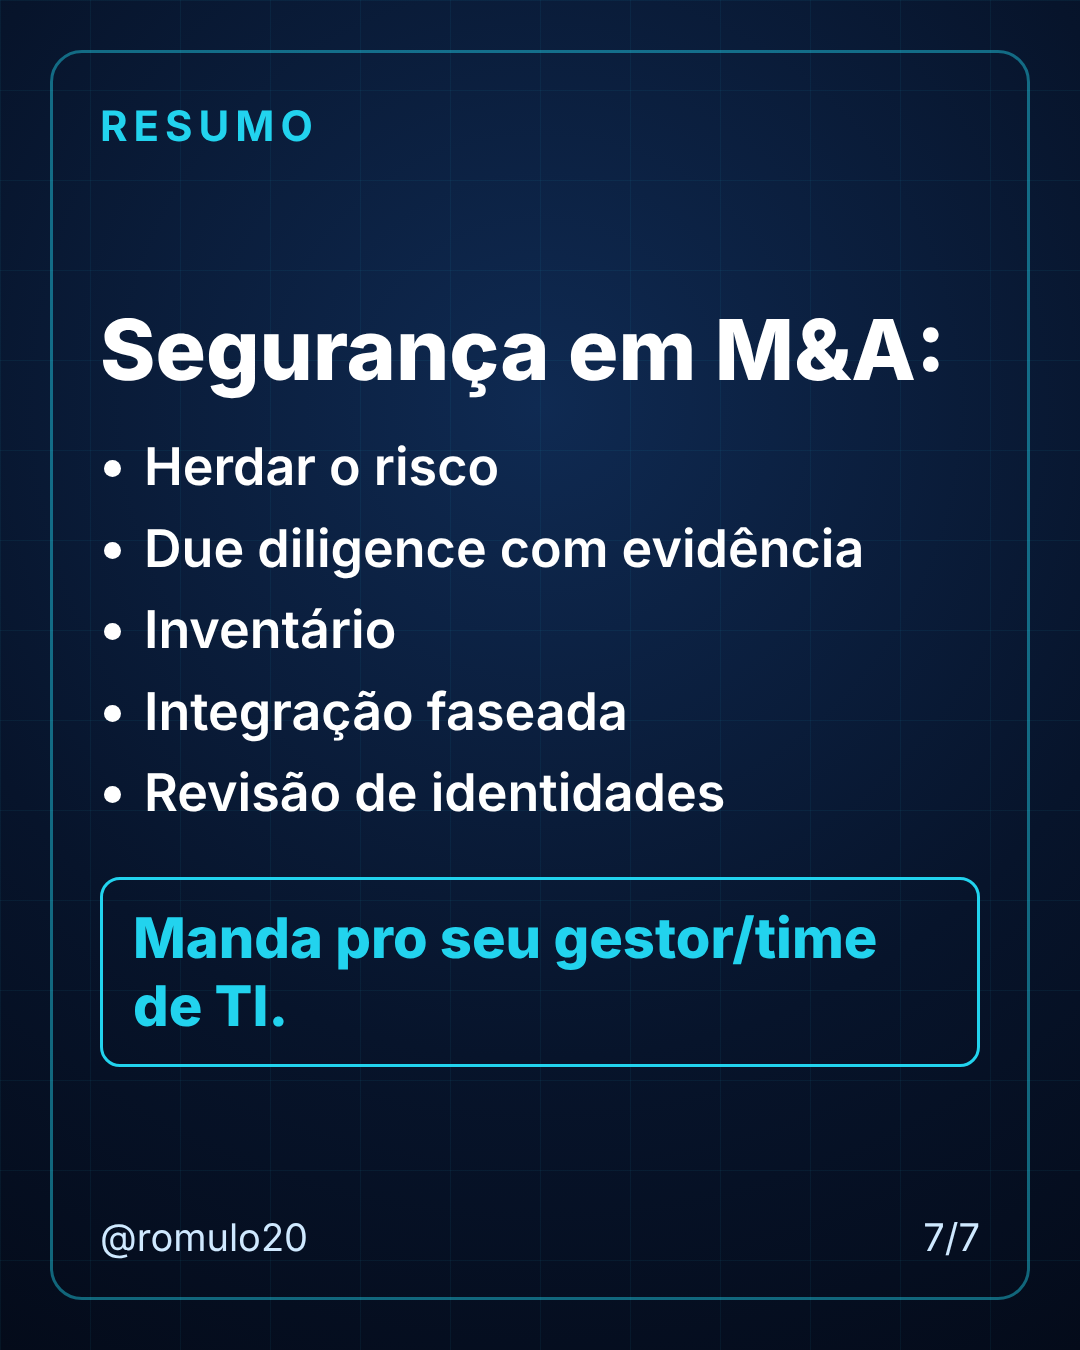 RESUMO
Segurança em M&A:
• Herdar o risco
• Due diligence com evidência
• Inventário
• Integração faseada
• Revisão de identidades
Manda pro seu gestor/time
de TI.
@romulo20
7/7